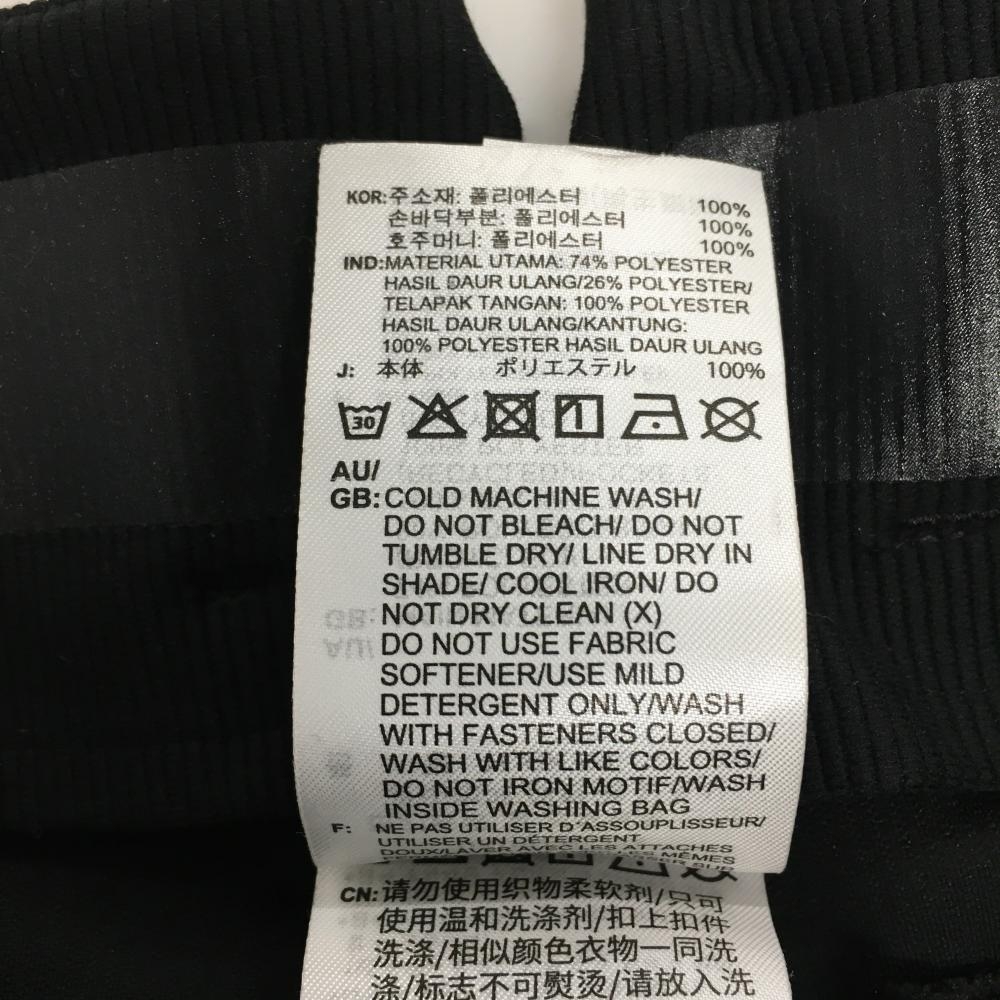 KOR:주소재: 폴리에스터 100%
손바닥부분: 폴리에스터 100%
호주머니: 폴리에스터 100%
IND:MATERIAL UTAMA: 74% POLYESTER
HASIL DAUR ULANG/26% POLYESTER/
TELAPAK TANGAN: 100% POLYESTER
HASIL DAUR ULANG/KANTUNG:
100% POLYESTER HASIL DAUR ULANG
J: 本体 ポリエステル 100%
30
AU/
GB: COLD MACHINE WASH/
DO NOT BLEACH/ DO NOT
TUMBLE DRY/ LINE DRY IN
SHADE/ COOL IRON/ DO
NOT DRY CLEAN (X)
DO NOT USE FABRIC
SOFTENER/USE MILD
DETERGENT ONLY/WASH
WITH FASTENERS CLOSED/
WASH WITH LIKE COLORS/
DO NOT IRON MOTIF/WASH
INSIDE WASHING BAG
F: NE PAS UTILISER D'ASSOUPLISSEUR/
UTILISER UN DÉTERGENT
DOUX/LAVER AVEC LES ATTACHES
CN:请勿使用织物柔软剂/只可
使用温和洗涤剂/扣上扣件
洗涤/相似颜色衣物一同洗
涤/标志不可熨烫/请放入洗